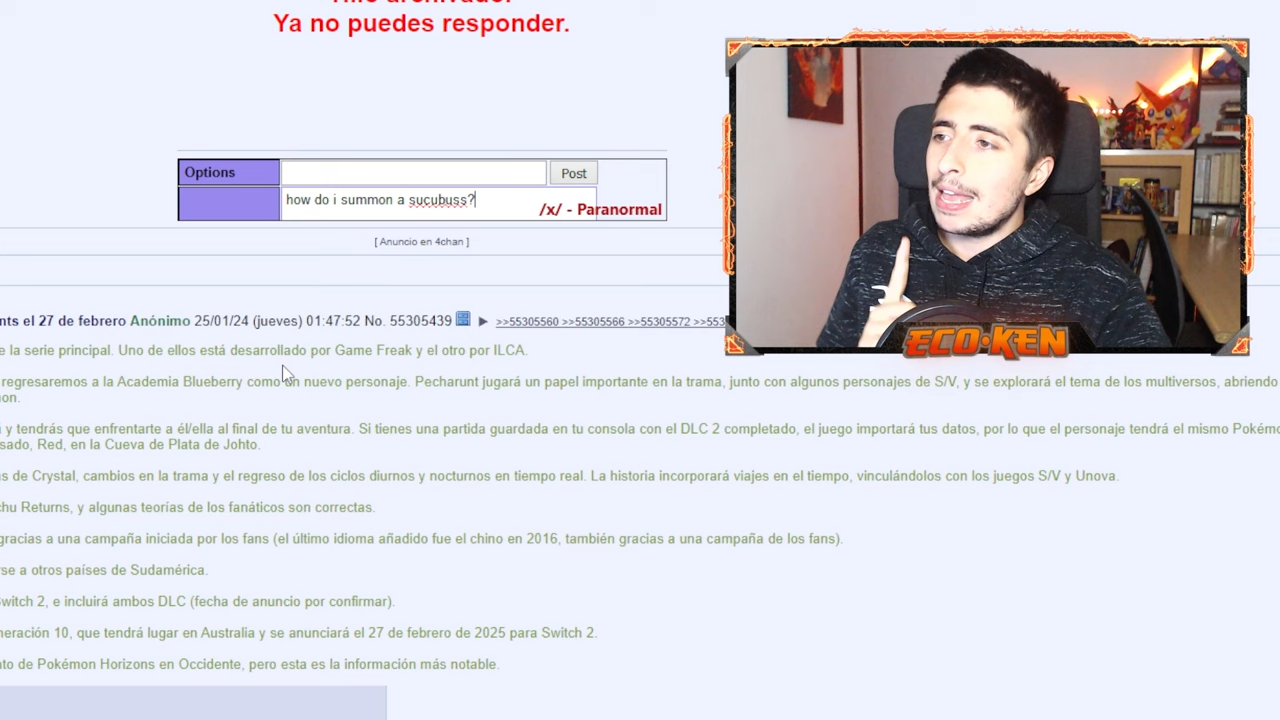 Ya no puedes responder.
Options
Post
how do i summon a sucubuss?
/x/ - Paranormal
[ Anuncio en 4chan ]
nts el 27 de febrero Anónimo 25/01/24 (jueves) 01:47:52 No. 55305439 ▶ >>55305560 >>55305566 >>55305572 >>553
e la serie principal. Uno de ellos está desarrollado por Game Freak y el otro por ILCA.
regresaremos a la Academia Blueberry como un nuevo personaje. Pecharunt jugará un papel importante en la trama, junto con algunos personajes de S/V, y se explorará el tema de los multiversos, abriendo
non.
y tendrás que enfrentarte a él/ella al final de tu aventura. Si tienes una partida guardada en tu consola con el DLC 2 completado, el juego importará tus datos, por lo que el personaje tendrá el mismo Pokémo
sado, Red, en la Cueva de Plata de Johto.
s de Crystal, cambios en la trama y el regreso de los ciclos diurnos y nocturnos en tiempo real. La historia incorporará viajes en el tiempo, vinculándolos con los juegos S/V y Unova.
chu Returns, y algunas teorías de los fanáticos son correctas.
gracias a una campaña iniciada por los fans (el último idioma añadido fue el chino en 2016, también gracias a una campaña de los fans).
rse a otros países de Sudamérica.
witch 2, e incluirá ambos DLC (fecha de anuncio por confirmar).
neración 10, que tendrá lugar en Australia y se anunciará el 27 de febrero de 2025 para Switch 2.
nto de Pokémon Horizons en Occidente, pero esta es la información más notable.
ECO·KEN